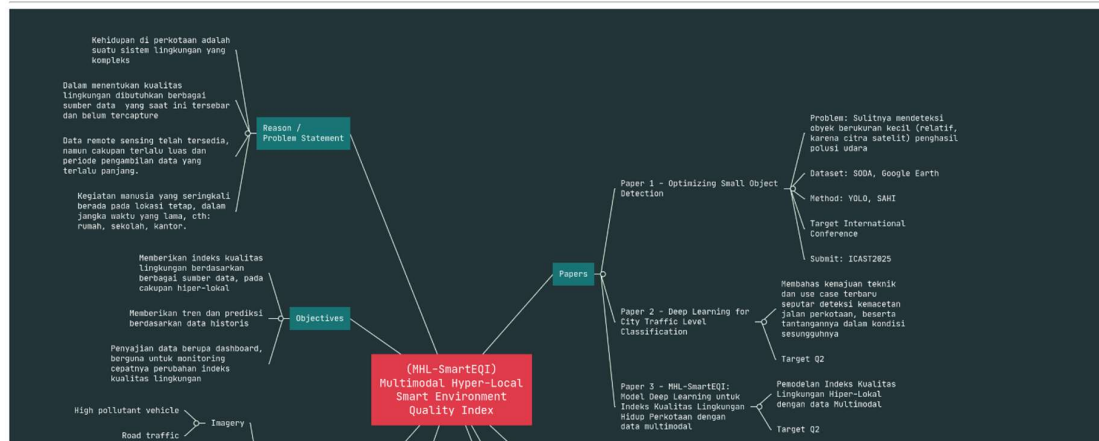 Kehidupan di perkotaan adalah
suatu sistem lingkungan yang
kompleks
Dalam menentukan kualitas
lingkungan dibutuhkan berbagai
sumber data yang saat ini tersebar
dan belum tercapture
Data remote sensing telah tersedia,
namun cakupan terlalu luas dan
periode pengambilan data yang
terlalu panjang.
Kegiatan manusia yang seringkali
berada pada lokasi tetap, dalam
jangka waktu yang lama, cth:
rumah, sekolah, kantor.
Reason /
Problem Statement
Memberikan indeks kualitas
lingkungan berdasarkan
berbagai sumber data, pada
cakupan hiper-lokal
Memberikan tren dan prediksi
berdasarkan data historis
Penyajian data berupa dashboard,
berguna untuk monitoring
cepatnya perubahan indeks
kualitas lingkungan
Objectives
High pollutant vehicle
Road traffic
Imagery
(MHL-SmartEQI)
Multimodal Hyper-Local
Smart Environment
Quality Index
Papers
Paper 1 - Optimizing Small Object
Detection
Problem: Sulitnya mendeteksi
obyek berukuran kecil (relatif,
karena citra satelit) penghasil
polusi udara
Dataset: SODA, Google Earth
Method: YOLO, SAHI
Target International
Conference
Submit: ICAST2025
Paper 2 - Deep Learning for
City Traffic Level
Classification
Membahas kemajuan teknik
dan use case terbaru
seputar deteksi kemacetan
jalan perkotaan, beserta
tantangannya dalam kondisi
sesungguhnya
Target Q2
Paper 3 - MHL-SmartEQI:
Model Deep Learning untuk
Indeks Kualitas Lingkungan
Hidup Perkotaan dengan
data multimodal
Pemodelan Indeks Kualitas
Lingkungan Hiper-Lokal
dengan data Multimodal
Target Q2